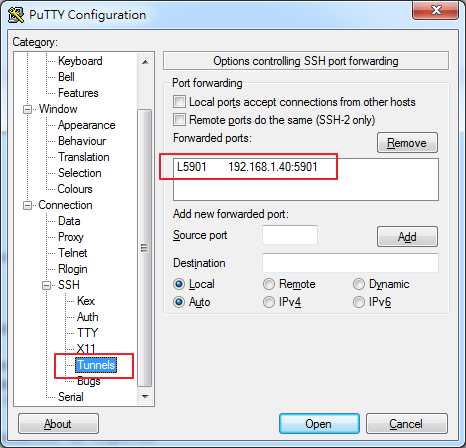 PuTTY Configuration
Category:
Keyboard
Bell
Features
Window
Appearance
Behaviour
Translation
Selection
Colours
Connection
Data
Proxy
Telnet
Rlogin
SSH
Kex
Auth
TTY
X11
Tunnels
Bugs
Serial
Options controlling SSH port forwarding
Port forwarding
Local ports accept connections from other hosts
Remote ports do the same (SSH-2 only)
Forwarded ports:
Remove
L5901 192.168.1.40:5901
Add new forwarded port:
Source port
Add
Destination
Local Remote Dynamic
Auto IPv4 IPv6
About Open Cancel